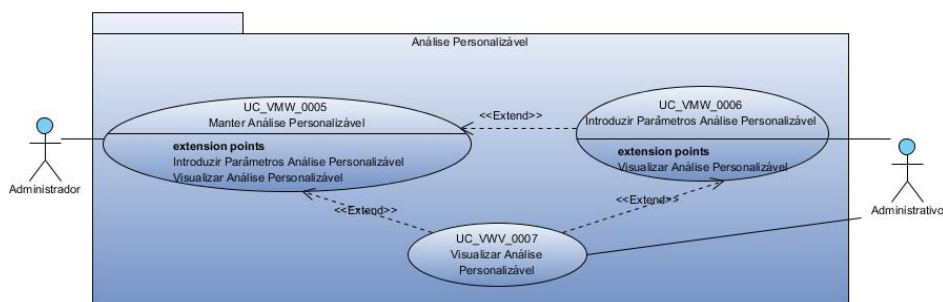 Análise Personalizável
UC_VMW_0005
Manter Análise Personalizável
extension points
Introduzir Parâmetros Análise Personalizável
Visualizar Análise Personalizável
<<Extend>>
UC_VMW_0006
Introduzir Parâmetros Análise Personalizável
extension points
Visualizar Análise Personalizável
Administrador
Administrativo
<<Extend>>
<<Extend>>
UC_VWV_0007
Visualizar Análise
Personalizável